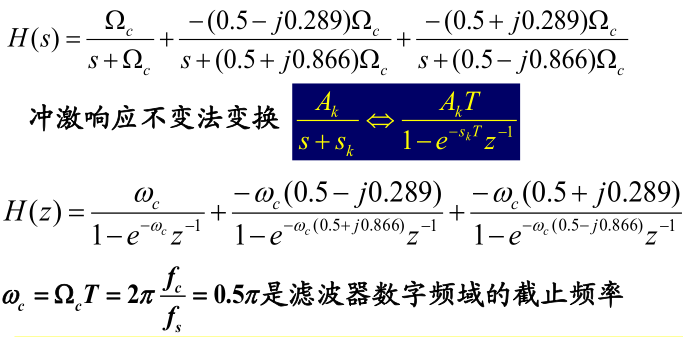 H(s) = Ω_c/(s+Ω_c) + −(0.5−j0.289)Ω_c/(s+(0.5+j0.866)Ω_c) + −(0.5+j0.289)Ω_c/(s+(0.5−j0.866)Ω_c)
冲激响应不变法变换 A_k/(s+s_k) ⇔ A_kT/(1−e^{−s_kT}z^{−1})
H(z) = ω_c/(1−e^{−ω_c}z^{−1}) + −ω_c(0.5−j0.289)/(1−e^{−ω_c(0.5+j0.866)}z^{−1}) + −ω_c(0.5+j0.289)/(1−e^{−ω_c(0.5−j0.866)}z^{−1})
ω_c = Ω_cT = 2π f_c/f_s = 0.5π是滤波器数字频域的截止频率